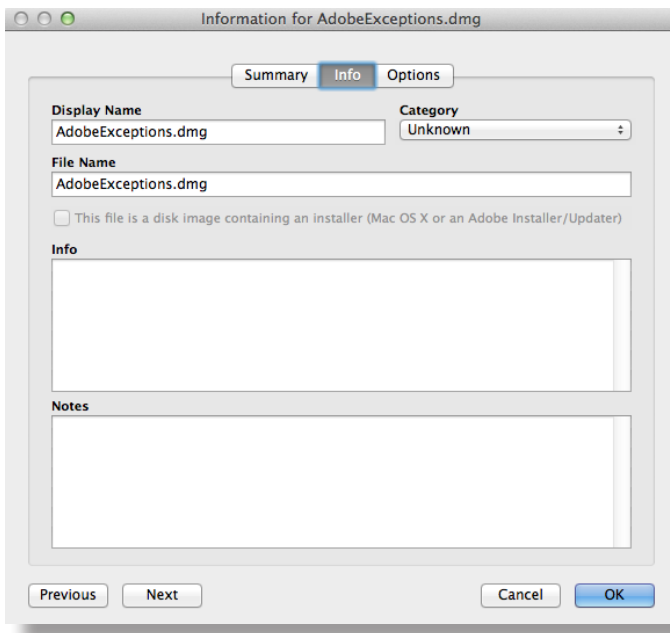 Information for AdobeExceptions.dmg
Summary Info Options
Display Name Category
AdobeExceptions.dmg Unknown
File Name
AdobeExceptions.dmg
This file is a disk image containing an installer (Mac OS X or an Adobe Installer/Updater)
Info
Notes
Previous Next Cancel OK